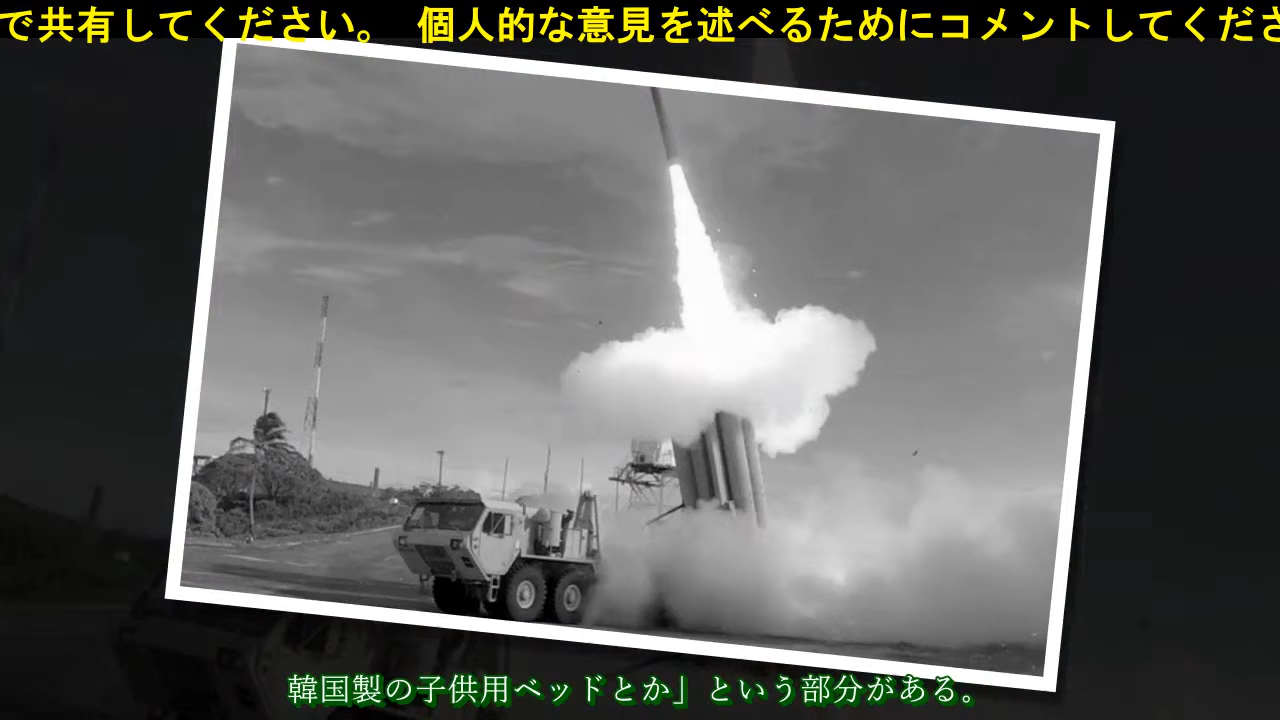 で共有してください。 個人的な意見を述べるためにコメントしてくださ
韓国製の子供用ベッドとか」という部分がある。